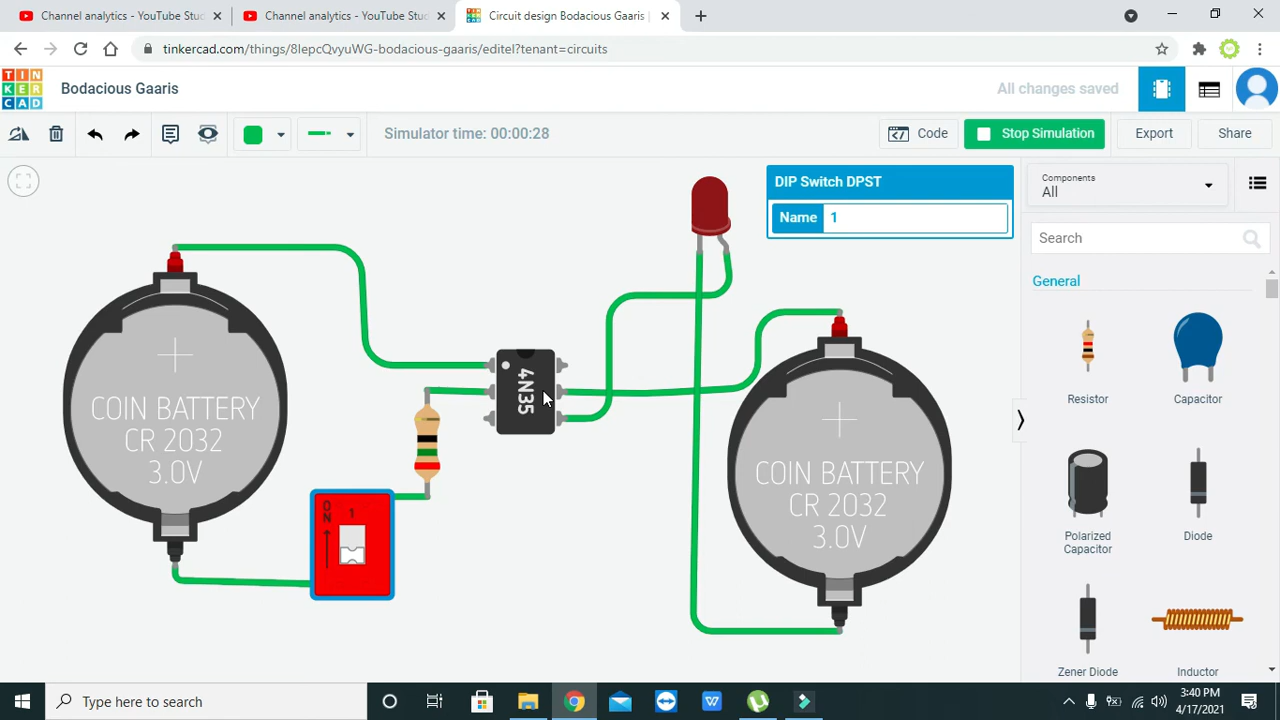 Channel analytics - YouTube Stu
Channel analytics - YouTube Stu
Circuit design Bodacious Gaaris
tinkercad.com/things/8lepcQvyuWG-bodacious-gaaris/editel?tenant=circuits
TIN
KER
CAD
Bodacious Gaaris
All changes saved
Simulator time: 00:00:28
Code
Stop Simulation
Export
Share
DIP Switch DPST
Name 1
Components
All
Search
General
Resistor
Capacitor
Polarized
Capacitor
Diode
Zener Diode
Inductor
COIN BATTERY
CR 2032
3.0V
4N35
ON
1
COIN BATTERY
CR 2032
3.0V
Type here to search
3:40 PM
4/17/2021